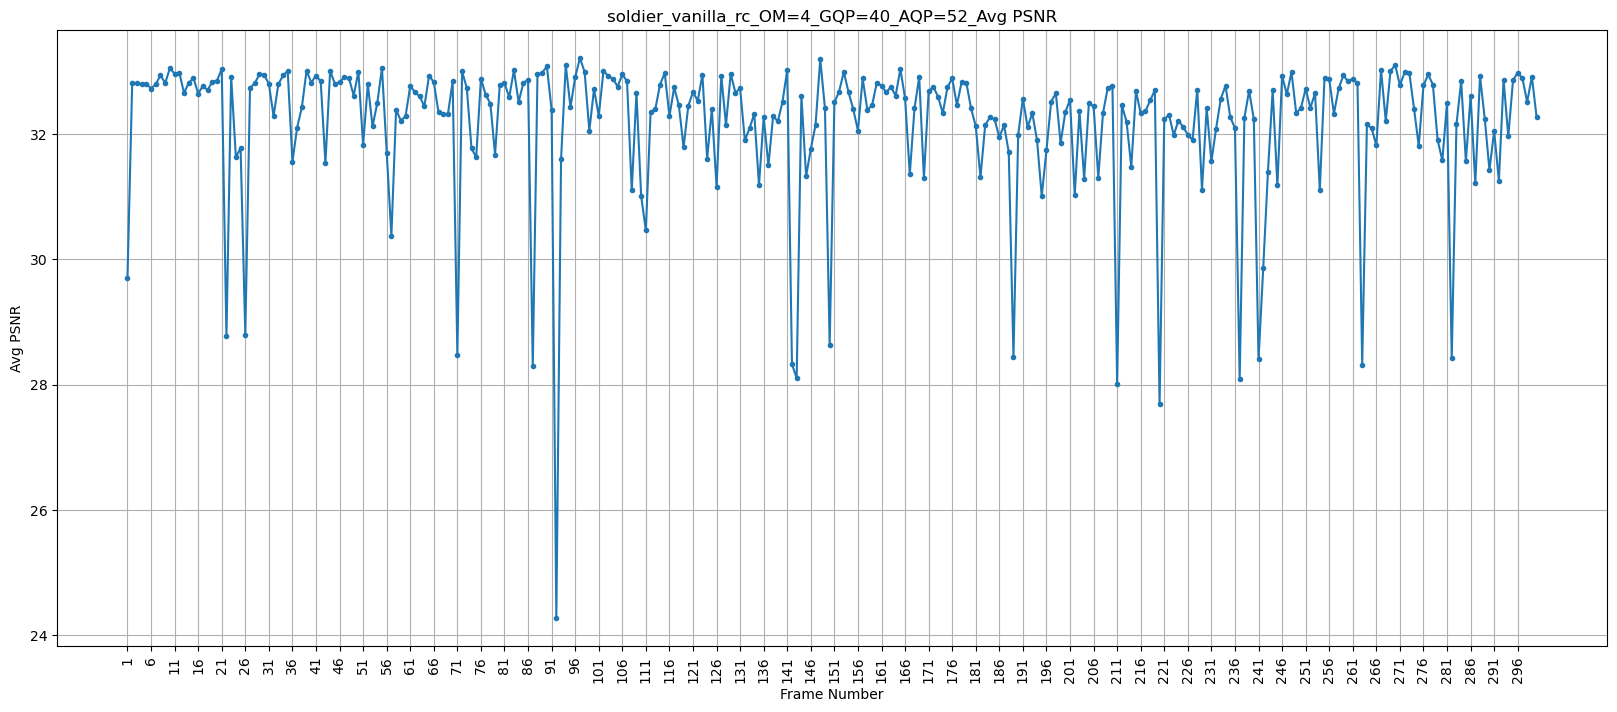 soldier_vanilla_rc_OM=4_GQP=40_AQP=52_Avg PSNR
Avg PSNR
32
30
28
26
24
1 6 11 16 21 26 31 36 41 46 51 56 61 66 71 76 81 86 91 96 101 106 111 116 121 126 131 136 141 146 151 156 161 166 171 176 181 186 191 196 201 206 211 216 221 226 231 236 241 246 251 256 261 266 271 276 281 286 291 296
Frame Number